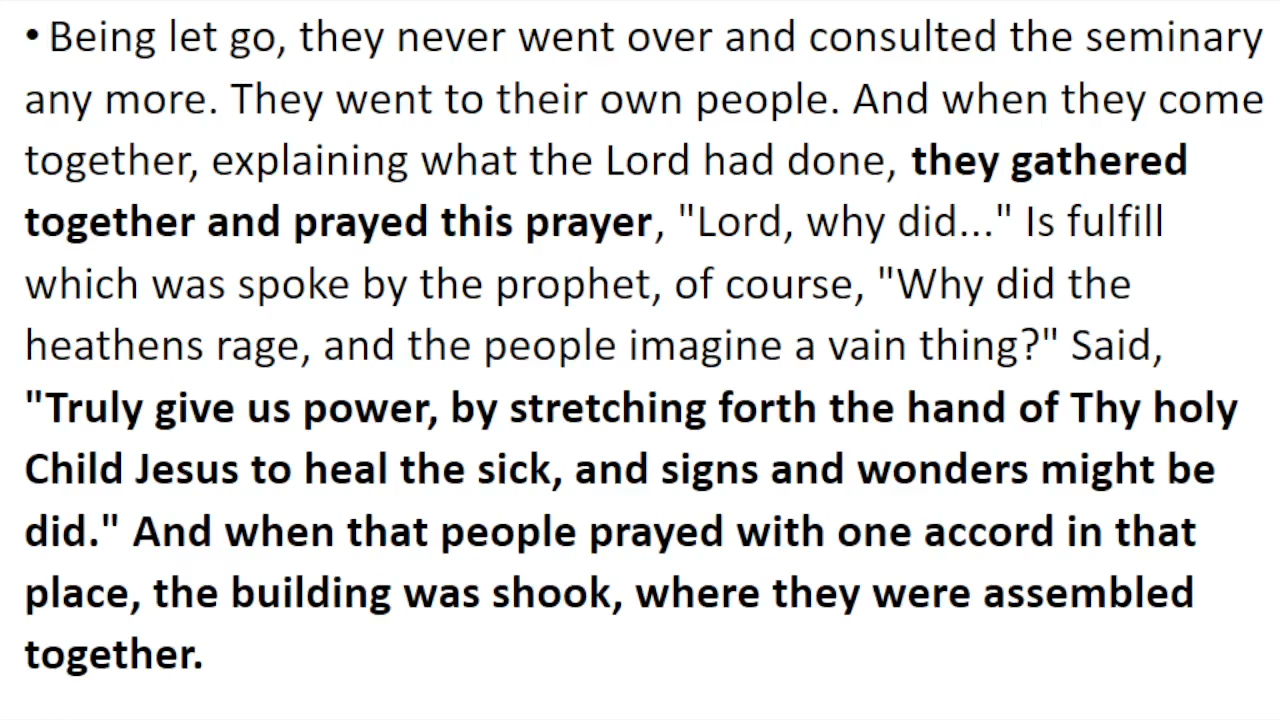 • Being let go, they never went over and consulted the seminary
any more. They went to their own people. And when they come
together, explaining what the Lord had done, they gathered
together and prayed this prayer, "Lord, why did..." Is fulfill
which was spoke by the prophet, of course, "Why did the
heathens rage, and the people imagine a vain thing?" Said,
"Truly give us power, by stretching forth the hand of Thy holy
Child Jesus to heal the sick, and signs and wonders might be
did." And when that people prayed with one accord in that
place, the building was shook, where they were assembled
together.